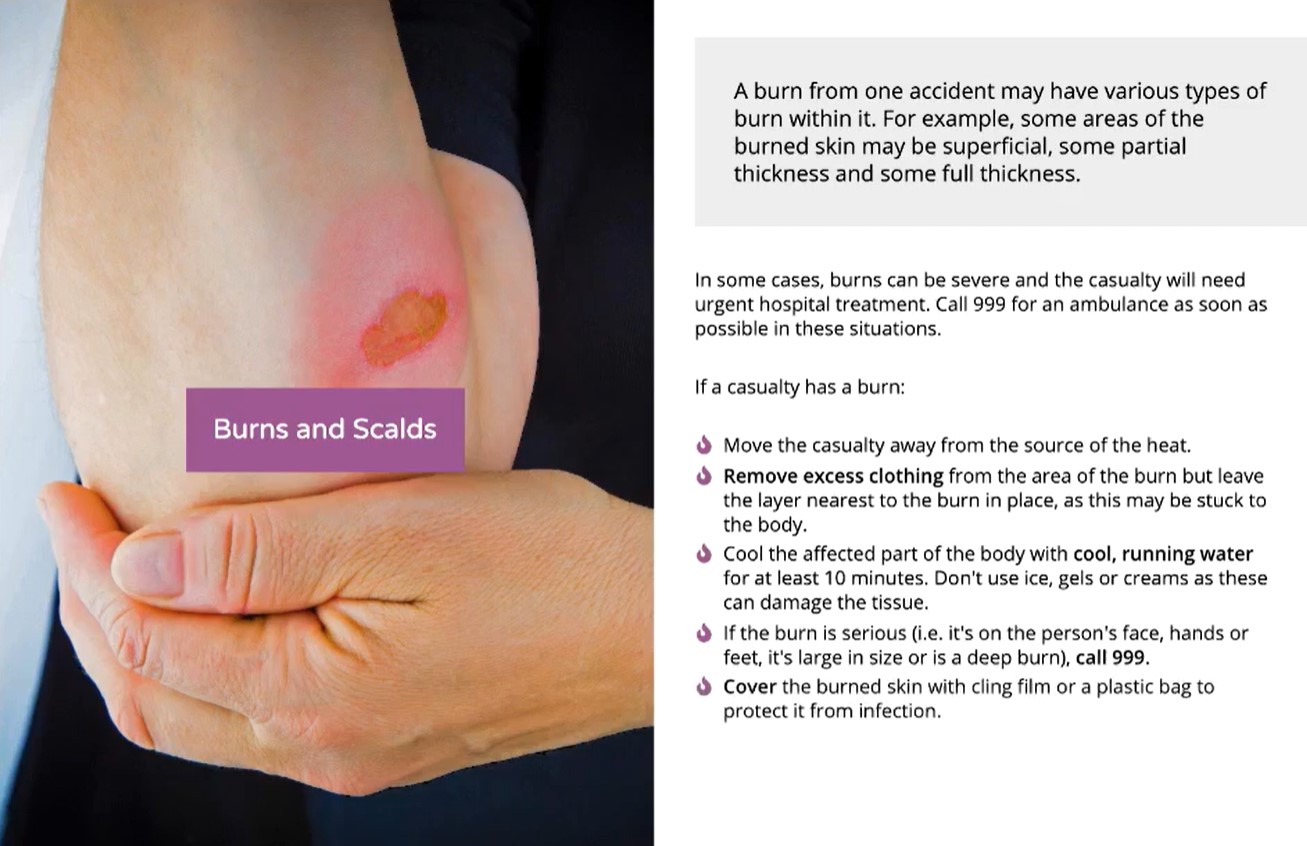 Burns and Scalds
A burn from one accident may have various types of
burn within it. For example, some areas of the
burned skin may be superficial, some partial
thickness and some full thickness.
In some cases, burns can be severe and the casualty will need
urgent hospital treatment. Call 999 for an ambulance as soon as
possible in these situations.
If a casualty has a burn:
Move the casualty away from the source of the heat.
Remove excess clothing from the area of the burn but leave
the layer nearest to the burn in place, as this may be stuck to
the body.
Cool the affected part of the body with cool, running water
for at least 10 minutes. Don't use ice, gels or creams as these
can damage the tissue.
If the burn is serious (i.e. it's on the person's face, hands or
feet, it's large in size or is a deep burn), call 999.
Cover the burned skin with cling film or a plastic bag to
protect it from infection.